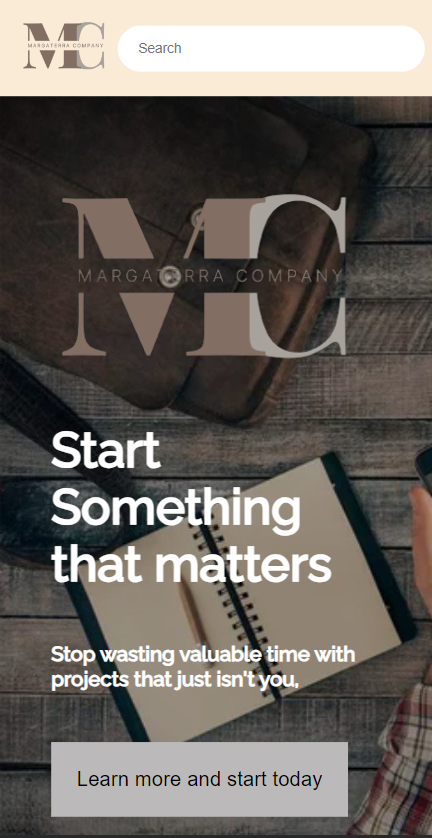 MC
MARGATERRA COMPANY
Search
MC
MARGATERRA COMPANY
Start
Something
that matters
Stop wasting valuable time with
projects that just isn't you.
Learn more and start today